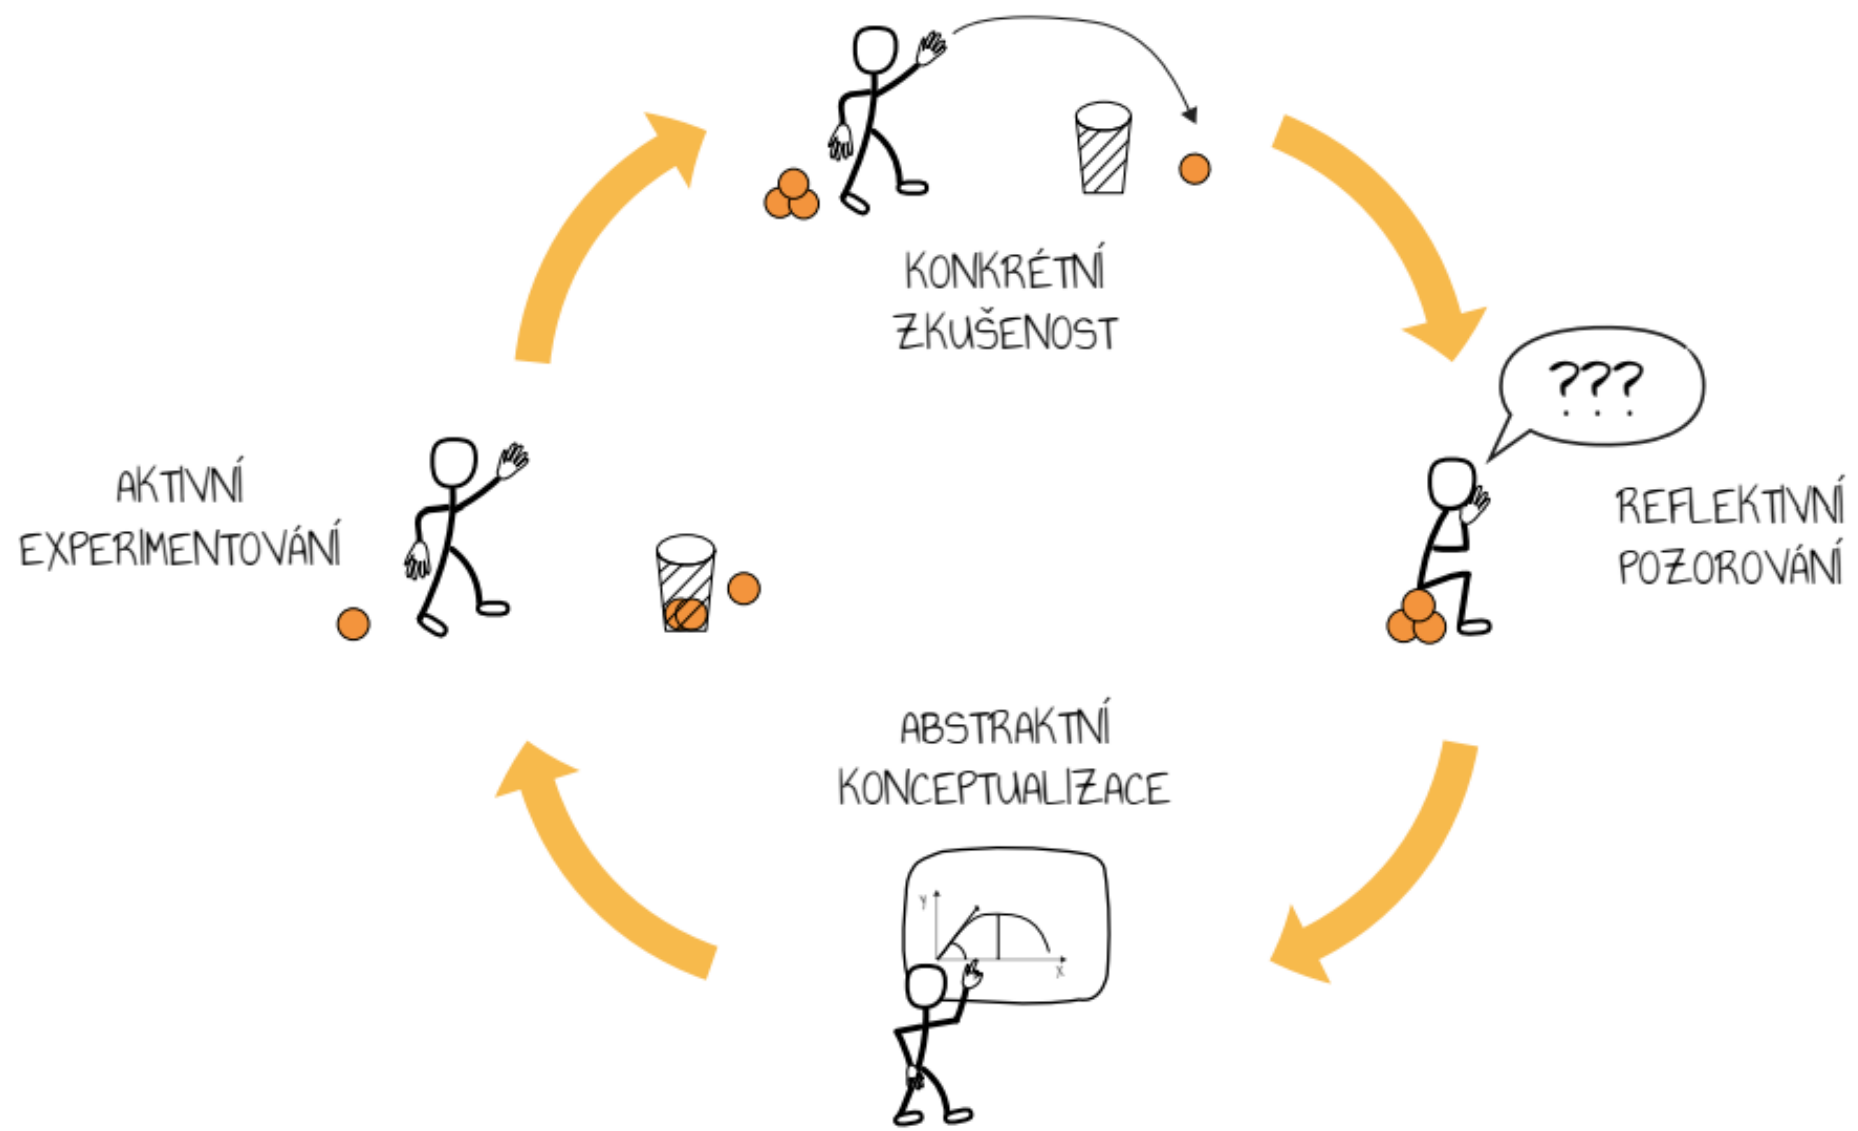 KONKRÉTNÍ
ZKUŠENOST
???
REFLEKTIVNÍ
POZOROVÁNÍ
ABSTRAKTNÍ
KONCEPTUALIZACE
Y
X
AKTIVNÍ
EXPERIMENTOVÁNÍ